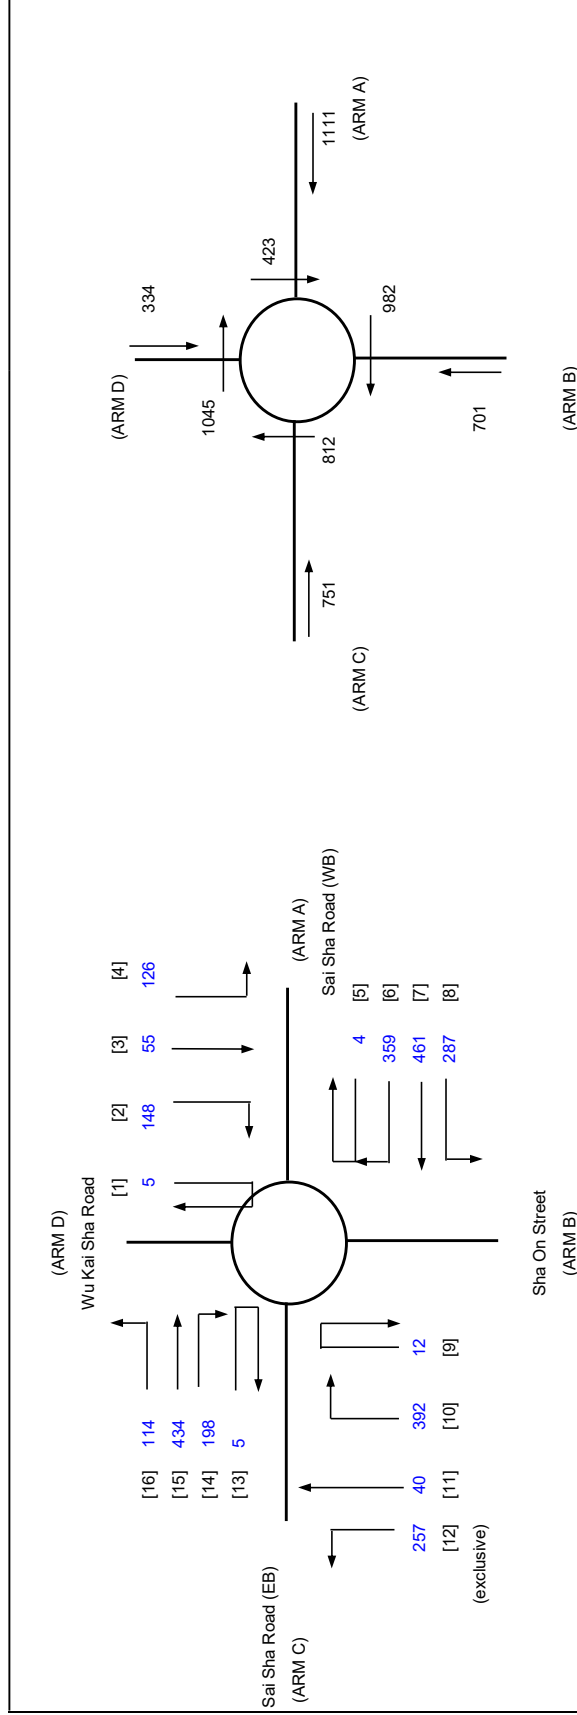 (ARM D)
Wu Kai Sha Road
[1] [2] [3] [4]
5 148 55 126
[16] 114
[15] 434
[14] 198
[13] 5
Sai Sha Road (EB)
(ARM C)
(ARM A)
Sai Sha Road (WB)
4 [5]
359 [6]
461 [7]
287 [8]
257 40 392 12
[12] [11] [10] [9]
(exclusive)
Sha On Street
(ARM B)
(ARM D)
334
1045
423
1111
(ARM A)
812
751
(ARM C)
982
701
(ARM B)